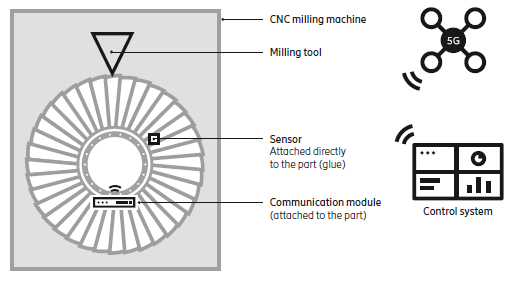 CNC milling machine
5G
Milling tool
Sensor
Attached directly
to the part (glue)
Communication module
(attached to the part)
Control system